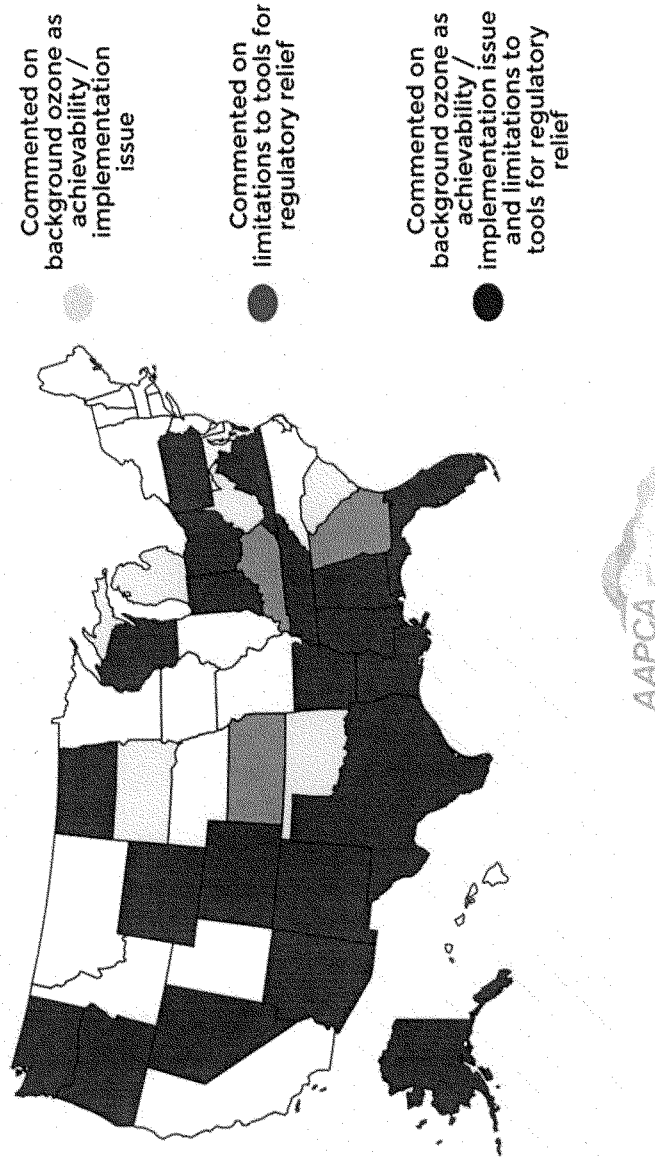 Commented on
background ozone as
achievability /
implementation
issue
Commented on
limitations to tools for
regulatory relief
Commented on
background ozone as
achievability /
implementation issue
and limitations to
tools for regulatory
relief
AAPCA